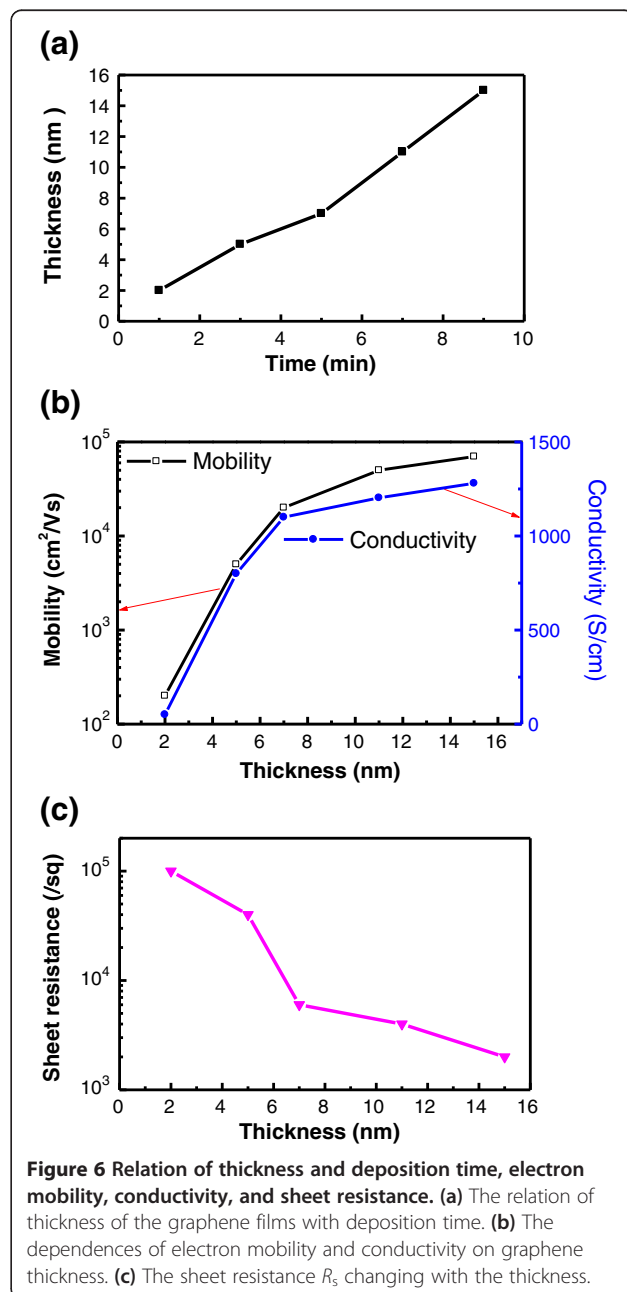 (a)
16
14
12
10
8
6
4
2
0
Thickness (nm )
0 2 4 6 8 10
Time (min)
(b)
10⁵
10⁴
10³
10²
Mobility (cm²/Vs)
Mobility
Conductivity
1500
1000
500
0
Conductivity (S/cm)
0 2 4 6 8 10 12 14 16
Thickness (nm)
(c)
10⁵
10⁴
10³
Sheet resistance (/sq)
0 2 4 6 8 10 12 14 16
Thickness (nm)
Figure 6 Relation of thickness and deposition time, electron
mobility, conductivity, and sheet resistance. (a) The relation of
thickness of the graphene films with deposition time. (b) The
dependences of electron mobility and conductivity on graphene
thickness. (c) The sheet resistance Rₛ changing with the thickness.